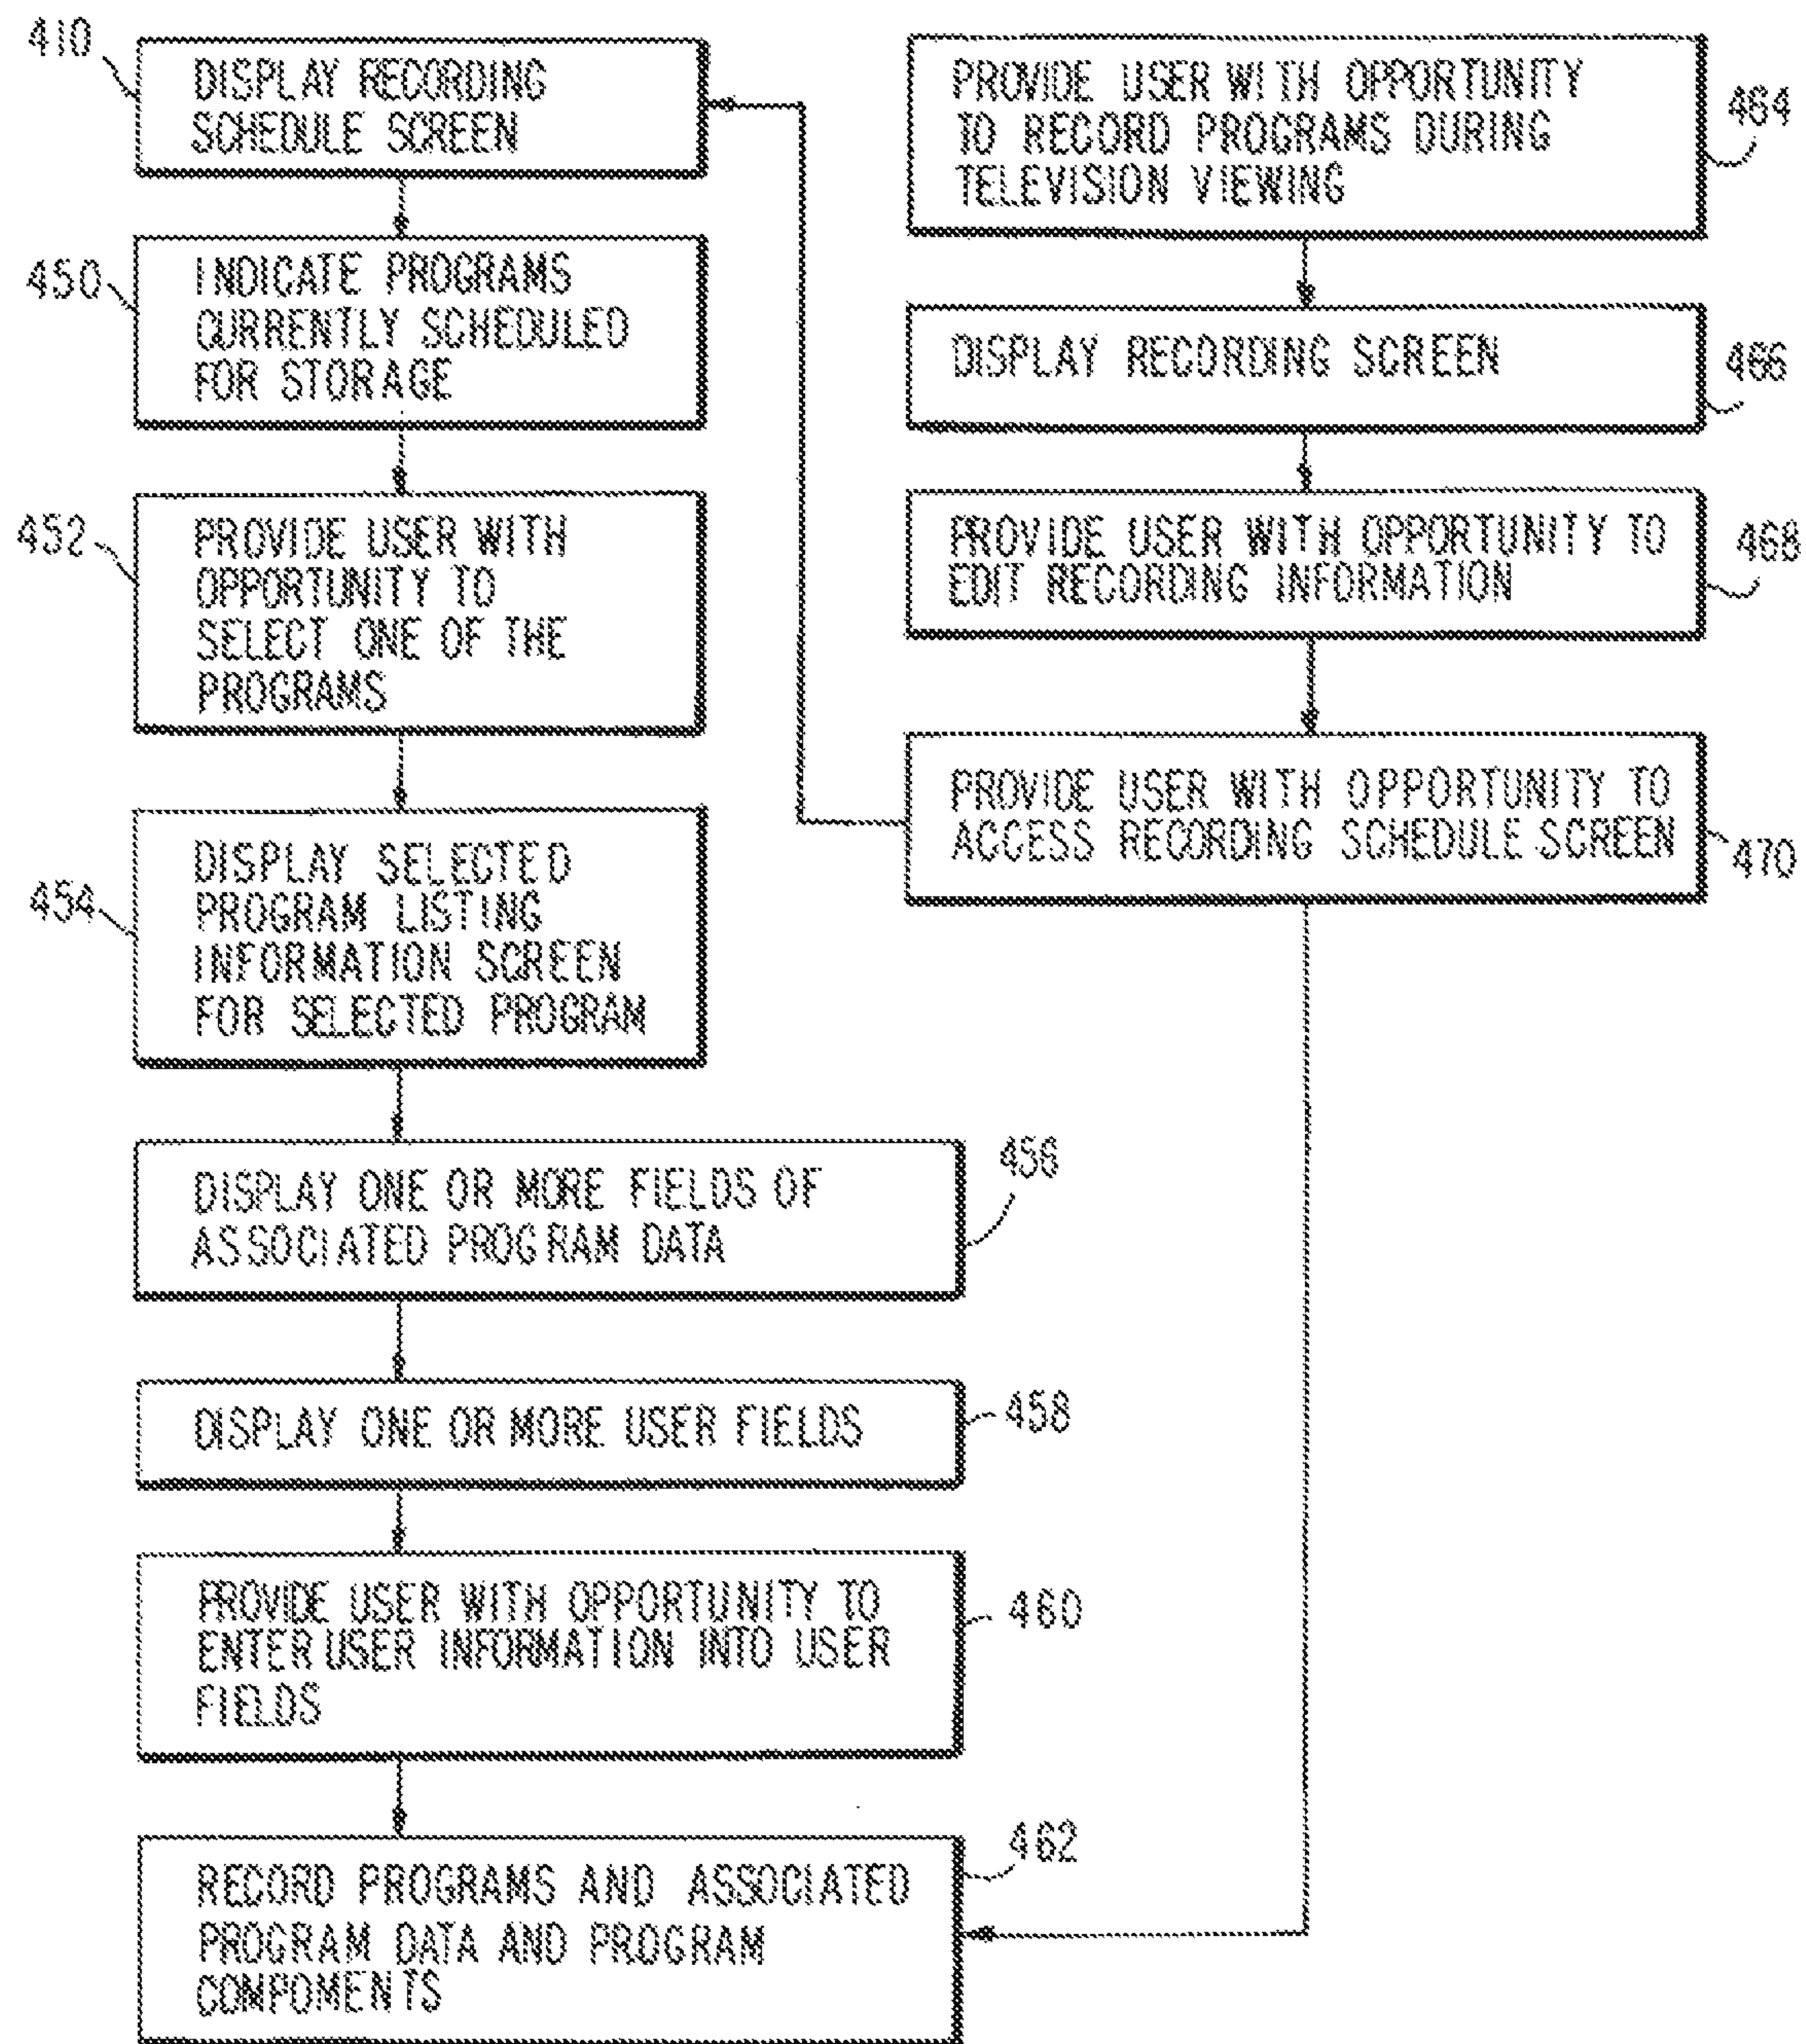 410
DISPLAY RECORDING
SCHEDULE SCREEN
450
INDICATE PROGRAMS
CURRENTLY SCHEDULED
FOR STORAGE
452
PROVIDE USER WITH
OPPORTUNITY TO
SELECT ONE OF THE
PROGRAMS
454
DISPLAY SELECTED
PROGRAM LISTING
INFORMATION SCREEN
FOR SELECTED PROGRAM
456
DISPLAY ONE OR MORE FIELDS OF
ASSOCIATED PROGRAM DATA
458
DISPLAY ONE OR MORE USER FIELDS
460
PROVIDE USER WITH OPPORTUNITY TO
ENTER USER INFORMATION INTO USER
FIELDS
462
RECORD PROGRAMS AND ASSOCIATED
PROGRAM DATA AND PROGRAM
COMPOMENTS
464
PROVIDE USER WITH OPPORTUNITY
TO RECORD PROGRAMS DURING
TELEVISION VIEWING
466
DISPLAY RECORDING SCREEN
468
PROVIDE USER WITH OPPORTUNITY TO
EDIT RECORDING INFORMATION
470
PROVIDE USER WITH OPPORTUNITY TO
ACCESS RECORDING SCHEDULE SCREEN